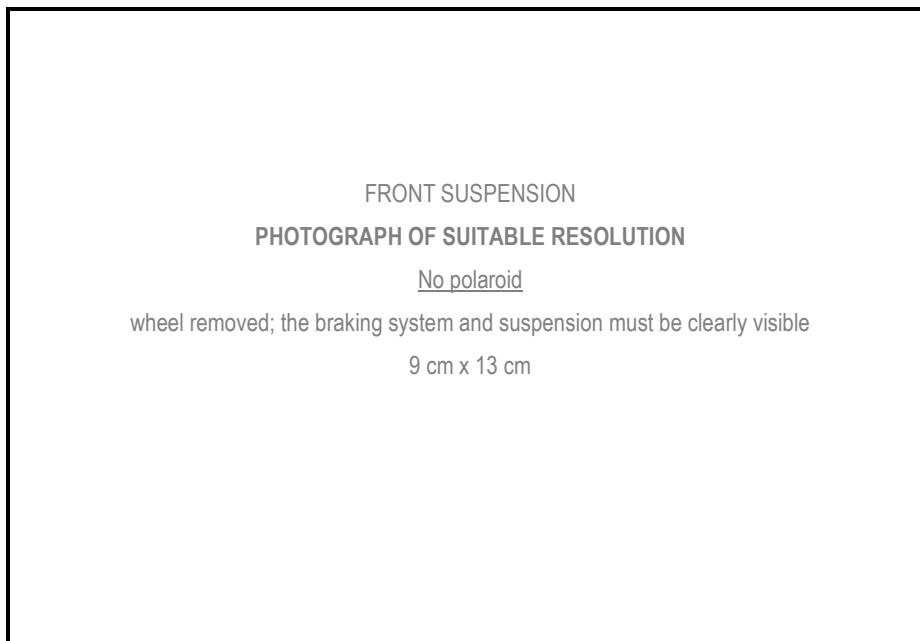 FRONT SUSPENSION
PHOTOGRAPH OF SUITABLE RESOLUTION
No polaroid
wheel removed; the braking system and suspension must be clearly visible
9 cm x 13 cm